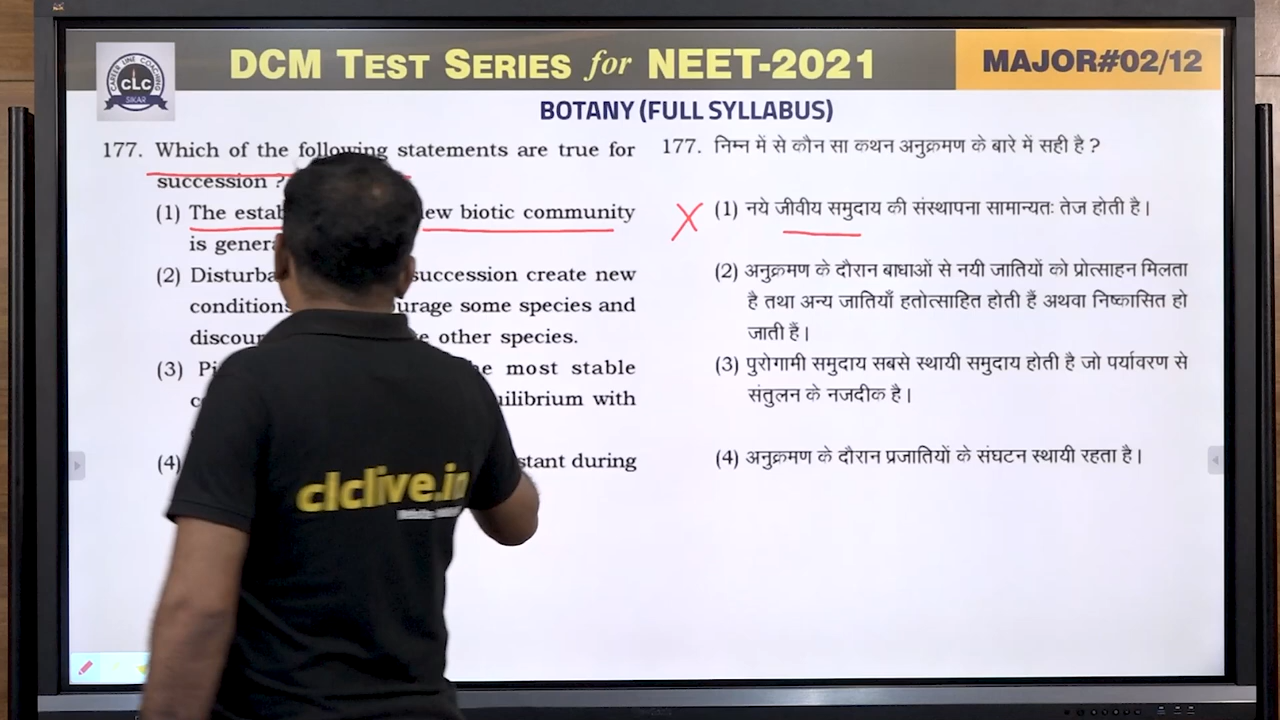 CAREER LINE COACHING
CLC
SIKAR
DCM TEST SERIES for NEET-2021
MAJOR#02/12
BOTANY (FULL SYLLABUS)
177. Which of the following statements are true for
succession ?
(1) The estab ew biotic community
is genera
(2) Disturba succession create new
conditions urage some species and
discour e other species.
(3) Pi e most stable
c uilibrium with
(4) stant during
177. निम्न में से कौन सा कथन अनुक्रमण के बारे में सही है ?
(1) नये जीवीय समुदाय की संस्थापना सामान्यतः तेज होती है।
(2) अनुक्रमण के दौरान बाधाओं से नयी जातियों को प्रोत्साहन मिलता
है तथा अन्य जातियाँ हतोत्साहित होती हैं अथवा निष्कासित हो
जाती हैं।
(3) पुरोगामी समुदाय सबसे स्थायी समुदाय होती है जो पर्यावरण से
संतुलन के नजदीक है।
(4) अनुक्रमण के दौरान प्रजातियों के संघटन स्थायी रहता है।
clclive.in